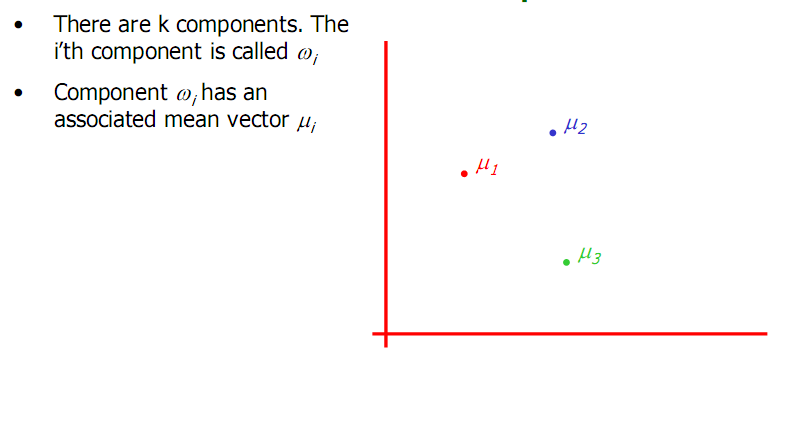 • There are k components. The
i'th component is called ωᵢ
• Component ωᵢ has an
associated mean vector μᵢ
μ₂
μ₁
μ₃